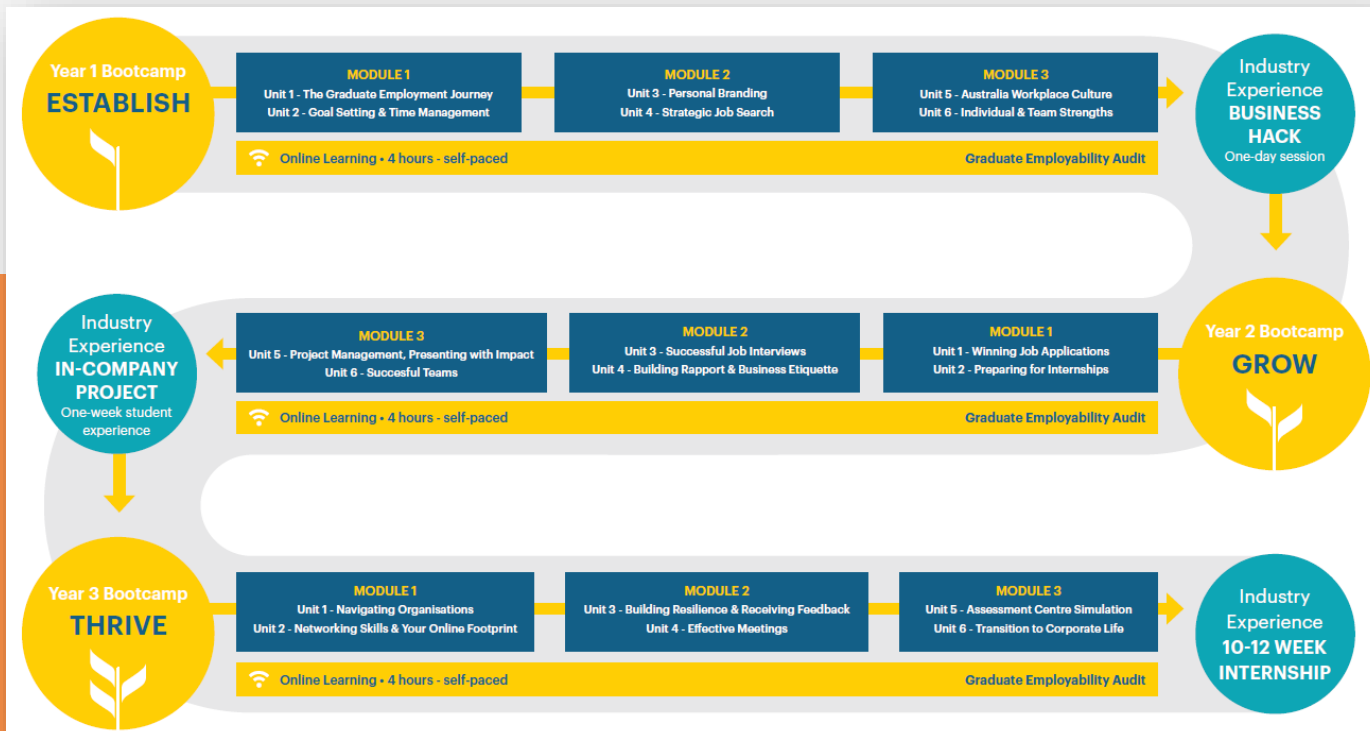 Year 1 Bootcamp
ESTABLISH
MODULE 1
Unit 1 - The Graduate Employment Journey
Unit 2 - Goal Setting & Time Management
MODULE 2
Unit 3 - Personal Branding
Unit 4 - Strategic Job Search
MODULE 3
Unit 5 - Australia Workplace Culture
Unit 6 - Individual & Team Strengths
Online Learning • 4 hours - self-paced
Graduate Employability Audit
Industry
Experience
BUSINESS
HACK
One-day session
Year 2 Bootcamp
GROW
MODULE 1
Unit 1 - Winning Job Applications
Unit 2 - Preparing for Internships
MODULE 2
Unit 3 - Successful Job Interviews
Unit 4 - Building Rapport & Business Etiquette
MODULE 3
Unit 5 - Project Management, Presenting with Impact
Unit 6 - Succesful Teams
Online Learning • 4 hours - self-paced
Graduate Employability Audit
Industry
Experience
IN-COMPANY
PROJECT
One-week student
experience
Year 3 Bootcamp
THRIVE
MODULE 1
Unit 1 - Navigating Organisations
Unit 2 - Networking Skills & Your Online Footprint
MODULE 2
Unit 3 - Building Resilience & Receiving Feedback
Unit 4 - Effective Meetings
MODULE 3
Unit 5 - Assessment Centre Simulation
Unit 6 - Transition to Corporate Life
Online Learning • 4 hours - self-paced
Graduate Employability Audit
Industry
Experience
10-12 WEEK
INTERNSHIP